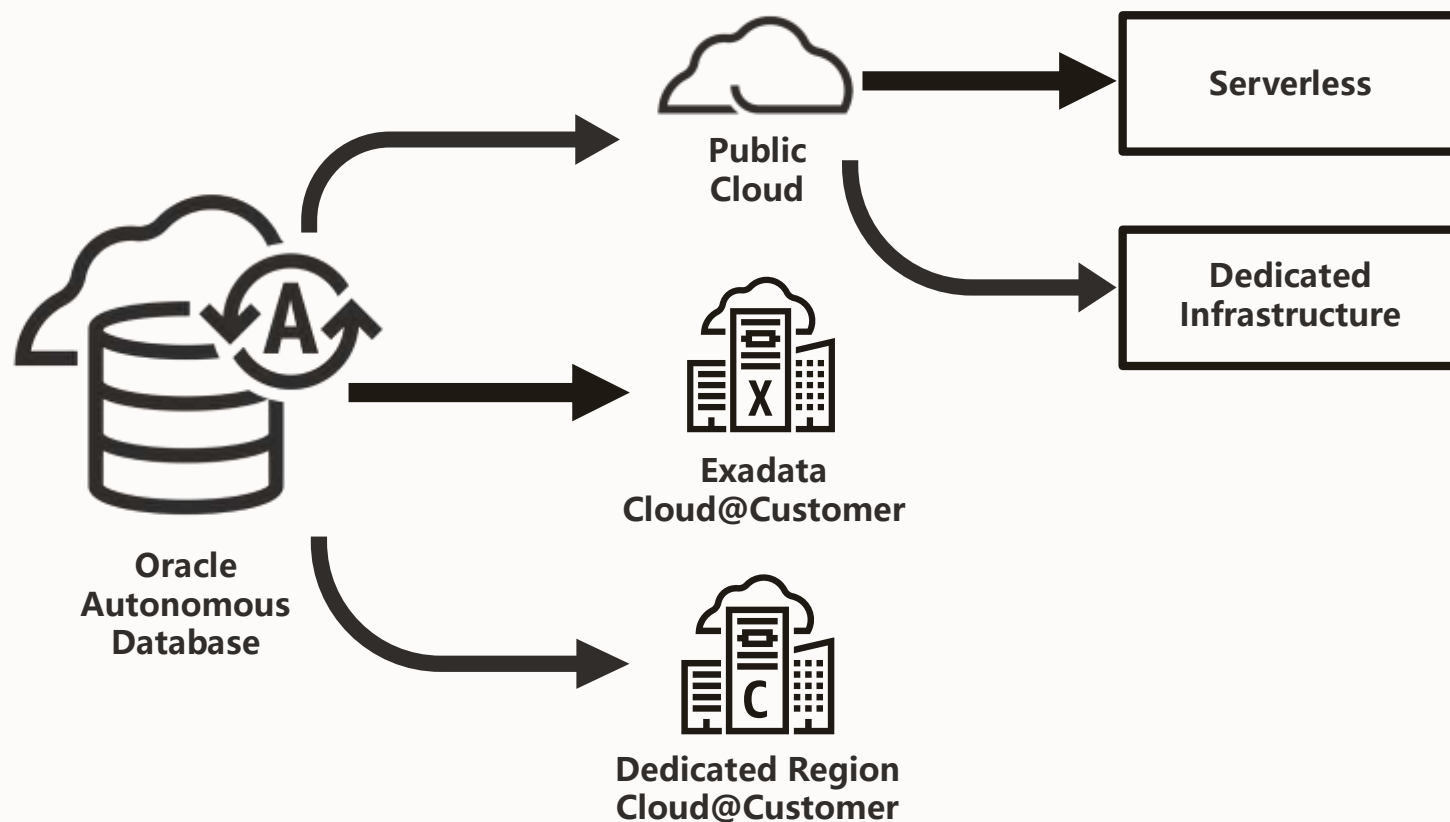 Public
Cloud
Serverless
Dedicated
Infrastructure
A
Oracle
Autonomous
Database
X
Exadata
Cloud@Customer
C
Dedicated Region
Cloud@Customer